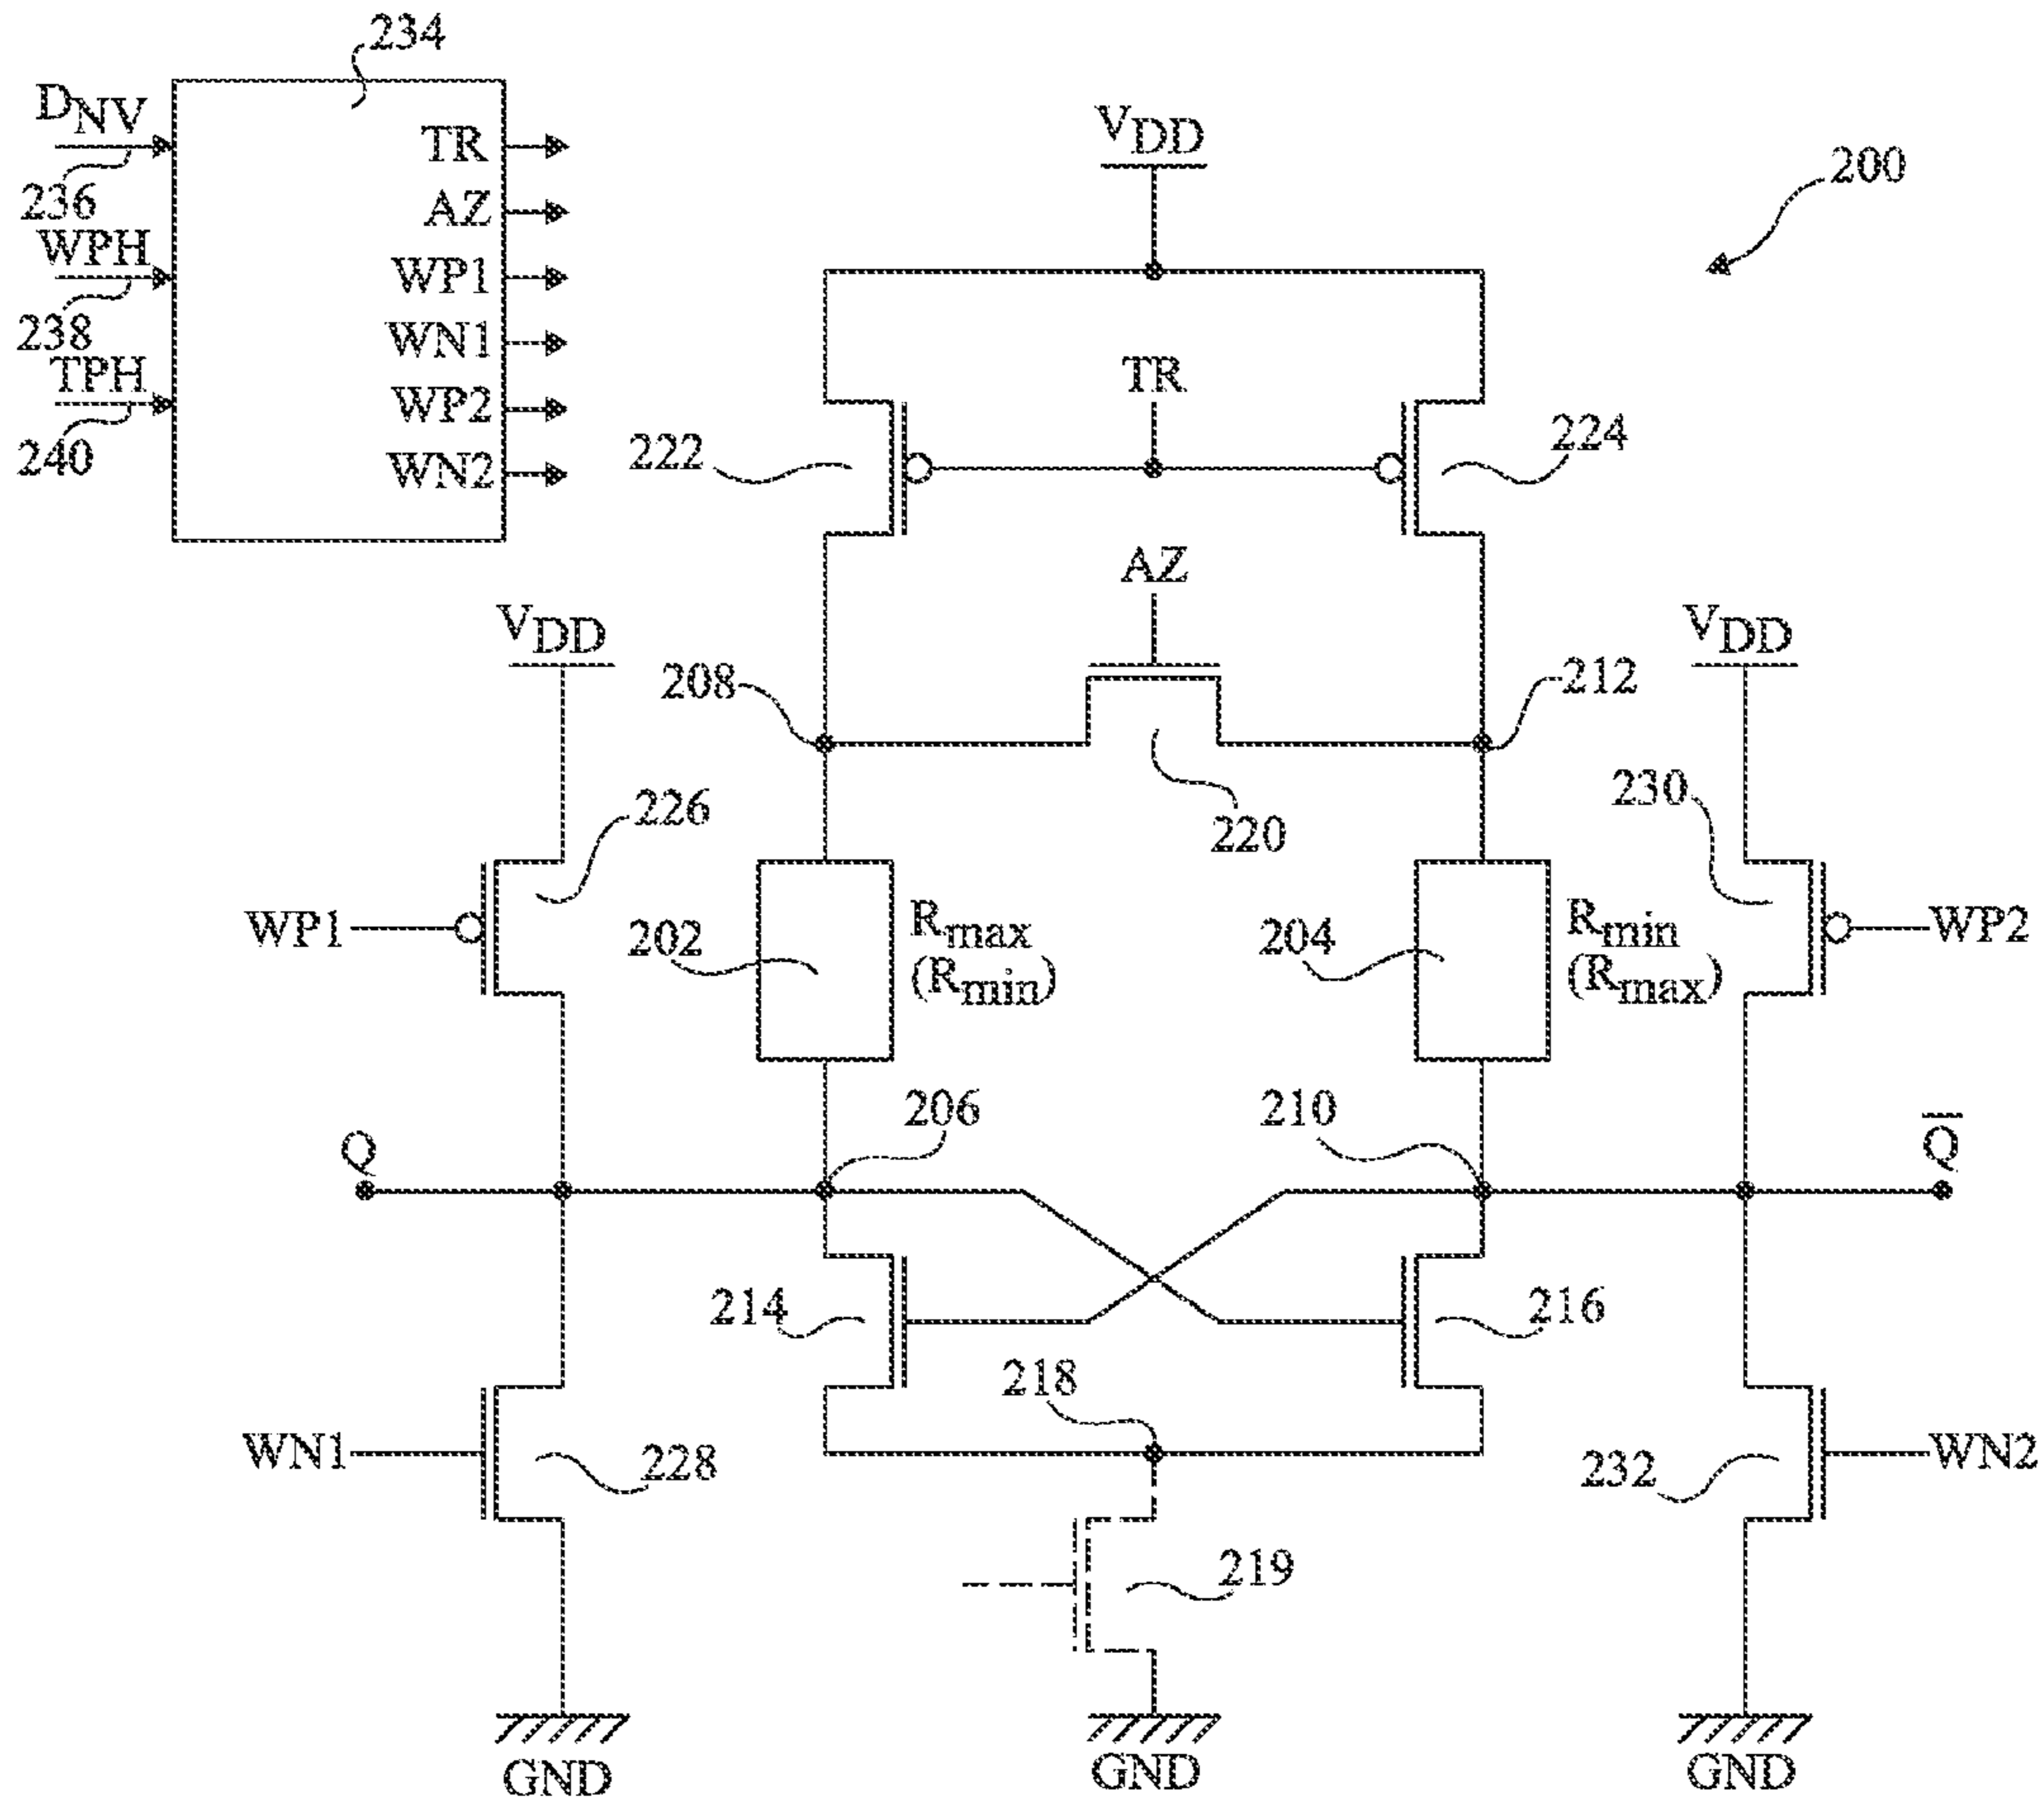 234
DNV
236
WPH
238
TPH
240
TR
AZ
WP1
WN1
WP2
WN2
VDD
200
TR
222
224
AZ
VDD
208
212
VDD
226
220
230
WP1
202
Rmax
(Rmin)
204
Rmin
(Rmax)
WP2
206
210
Q
Q̅
214
216
218
WN1
228
232
WN2
219
GND
GND
GND